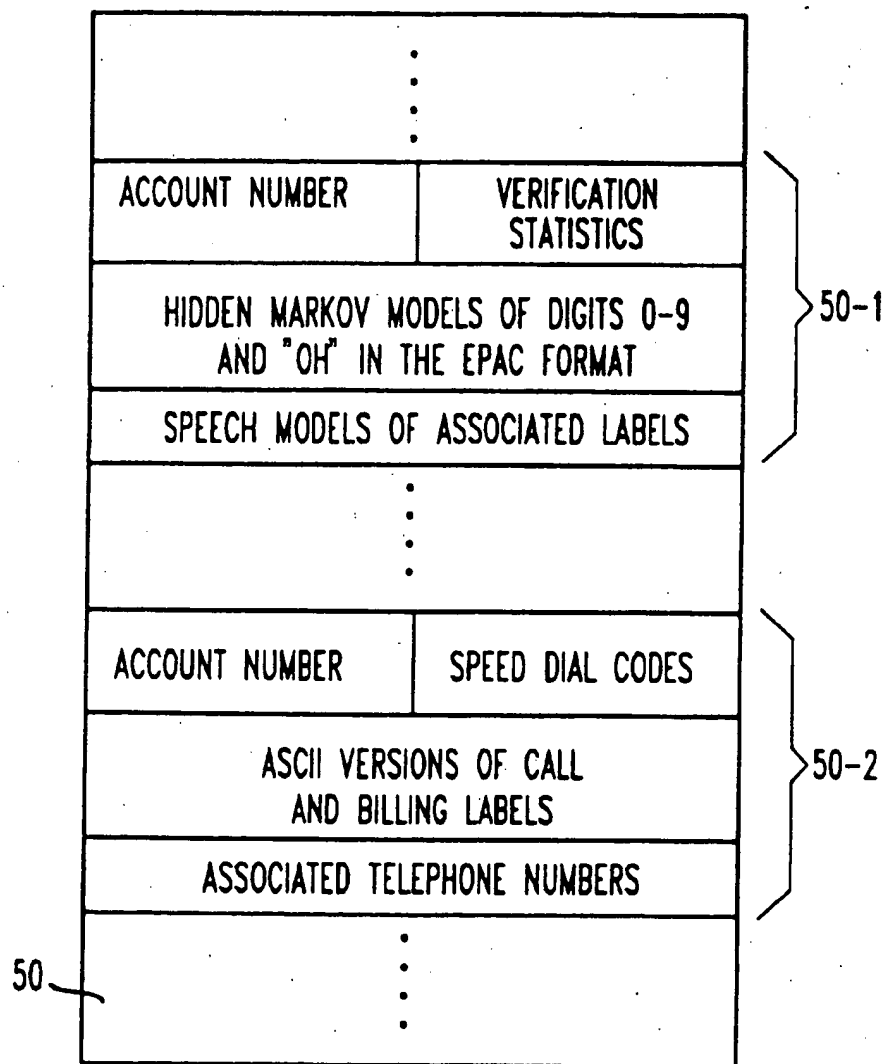 ACCOUNT NUMBER
VERIFICATION
STATISTICS
HIDDEN MARKOV MODELS OF DIGITS 0-9
AND "OH" IN THE EPAC FORMAT
SPEECH MODELS OF ASSOCIATED LABELS
50-1
ACCOUNT NUMBER
SPEED DIAL CODES
ASCII VERSIONS OF CALL
AND BILLING LABELS
ASSOCIATED TELEPHONE NUMBERS
50-2
50